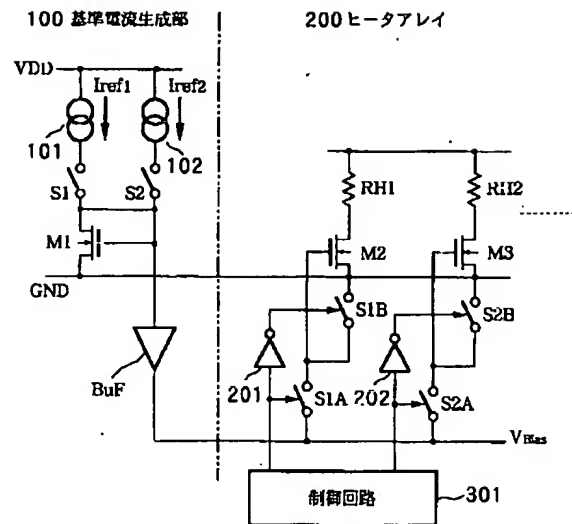 100 基準電流生成部
200 ヒータアレイ
VDD
Iref1
Iref2
101
102
S1
S2
RH1
RH2
M1
M2
M3
GND
S1B
S2B
BuF
201
S1A
202
S2A
VBias
制御回路
301